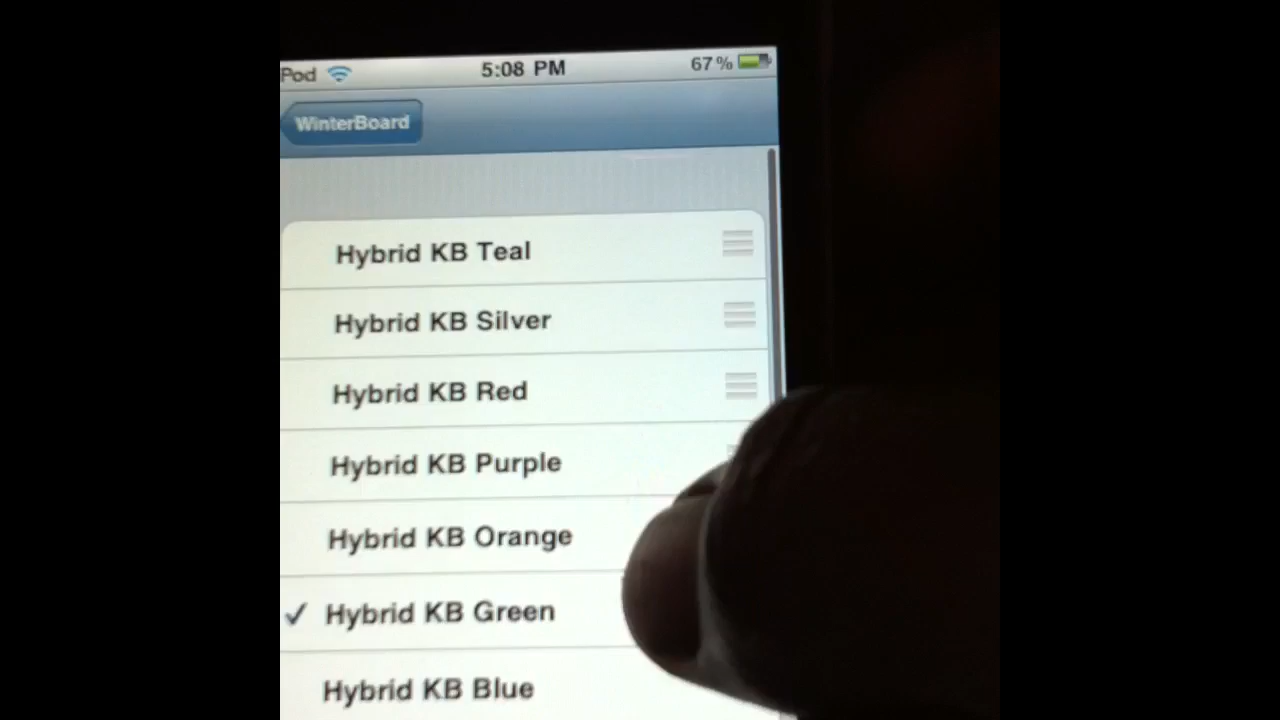 iPod 5:08 PM 67%
WinterBoard
Hybrid KB Teal
Hybrid KB Silver
Hybrid KB Red
Hybrid KB Purple
Hybrid KB Orange
✓ Hybrid KB Green
Hybrid KB Blue